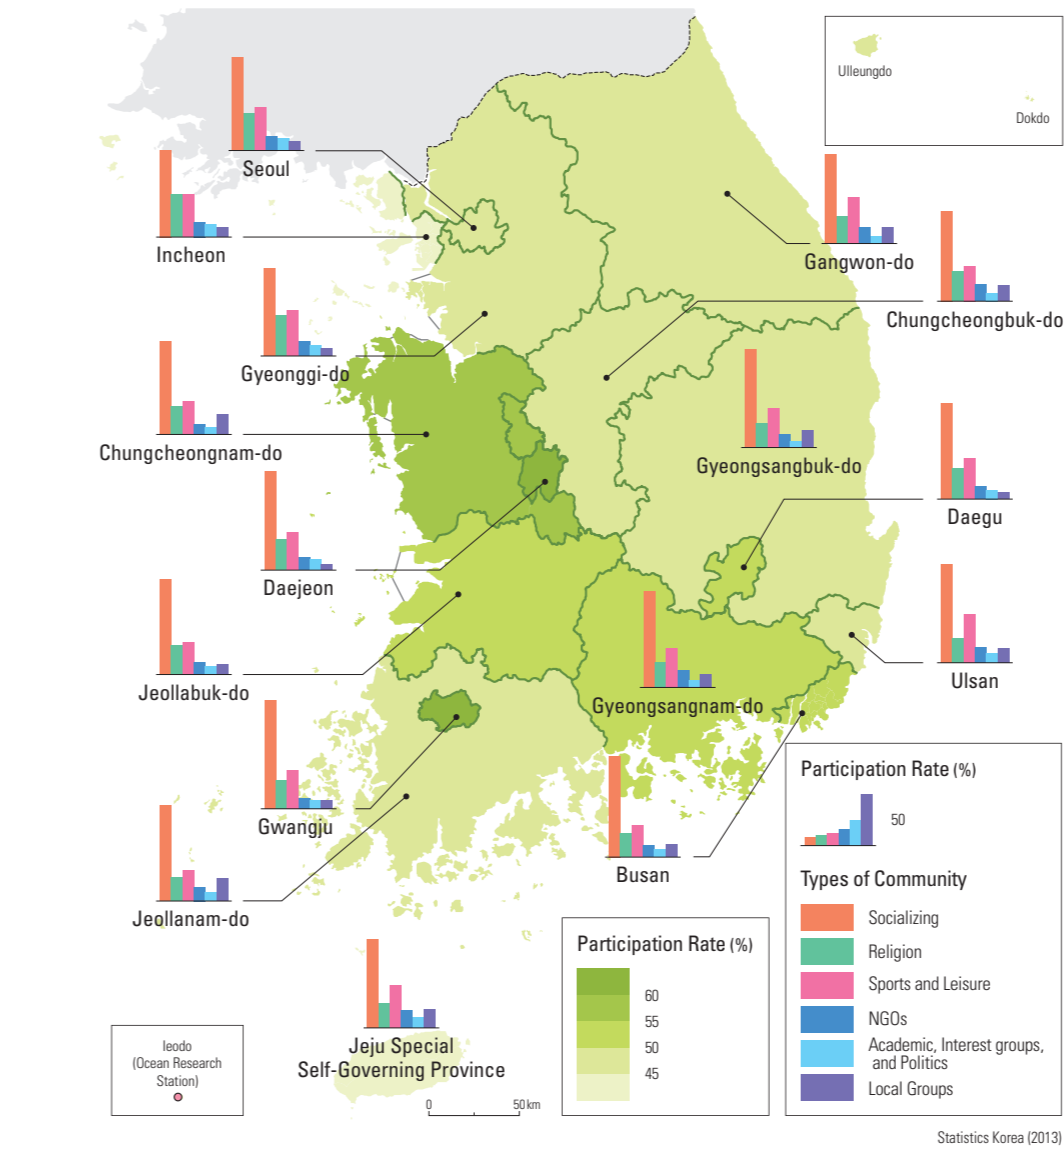 Ulleungdo
Dokdo
Seoul
Incheon
Gangwon-do
Chungcheongbuk-do
Gyeonggi-do
Chungcheongnam-do
Gyeongsangbuk-do
Daegu
Daejeon
Jeollabuk-do
Ulsan
Gyeongsangnam-do
Gwangju
Busan
Jeollanam-do
Jeju Special
Self-Governing Province
Ieodo
(Ocean Research
Station)
0 50 km
Participation Rate (%)
60
55
50
45
Participation Rate (%)
50
Types of Community
Socializing
Religion
Sports and Leisure
NGOs
Academic, Interest groups,
and Politics
Local Groups
Statistics Korea (2013)